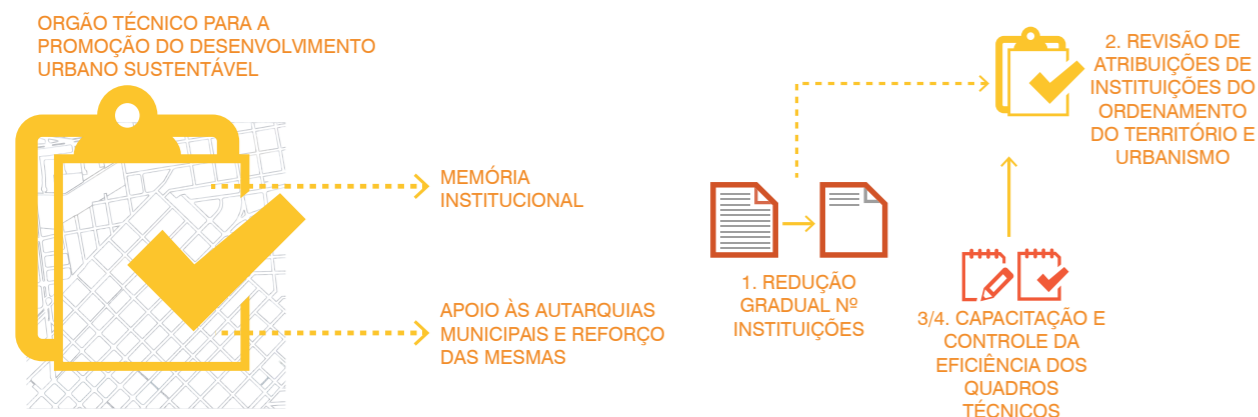 ORGÃO TÉCNICO PARA A
PROMOÇÃO DO DESENVOLVIMENTO
URBANO SUSTENTÁVEL
MEMÓRIA
INSTITUCIONAL
APOIO ÀS AUTARQUIAS
MUNICIPAIS E REFORÇO
DAS MESMAS
1. REDUÇÃO
GRADUAL Nº
INSTITUIÇÕES
2. REVISÃO DE
ATRIBUIÇÕES DE
INSTITUIÇÕES DO
ORDENAMENTO
DO TERRITÓRIO E
URBANISMO
3/4. CAPACITAÇÃO E
CONTROLE DA
EFICIÊNCIA DOS
QUADROS
TÉCNICOS